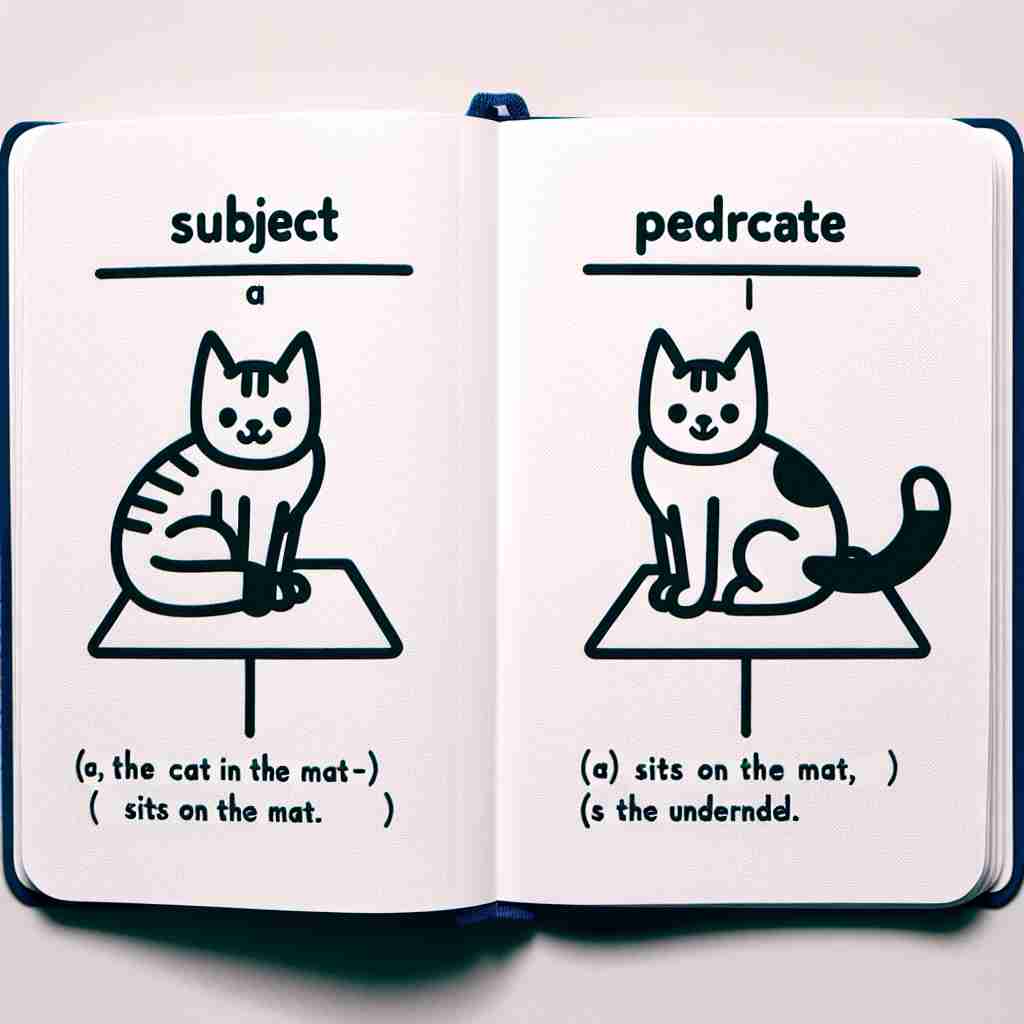 subject
a
(a, the cat in the mat-)
( sits on the mat. )
pedrcate
(a) sits on the mat, )
(s the underndel.